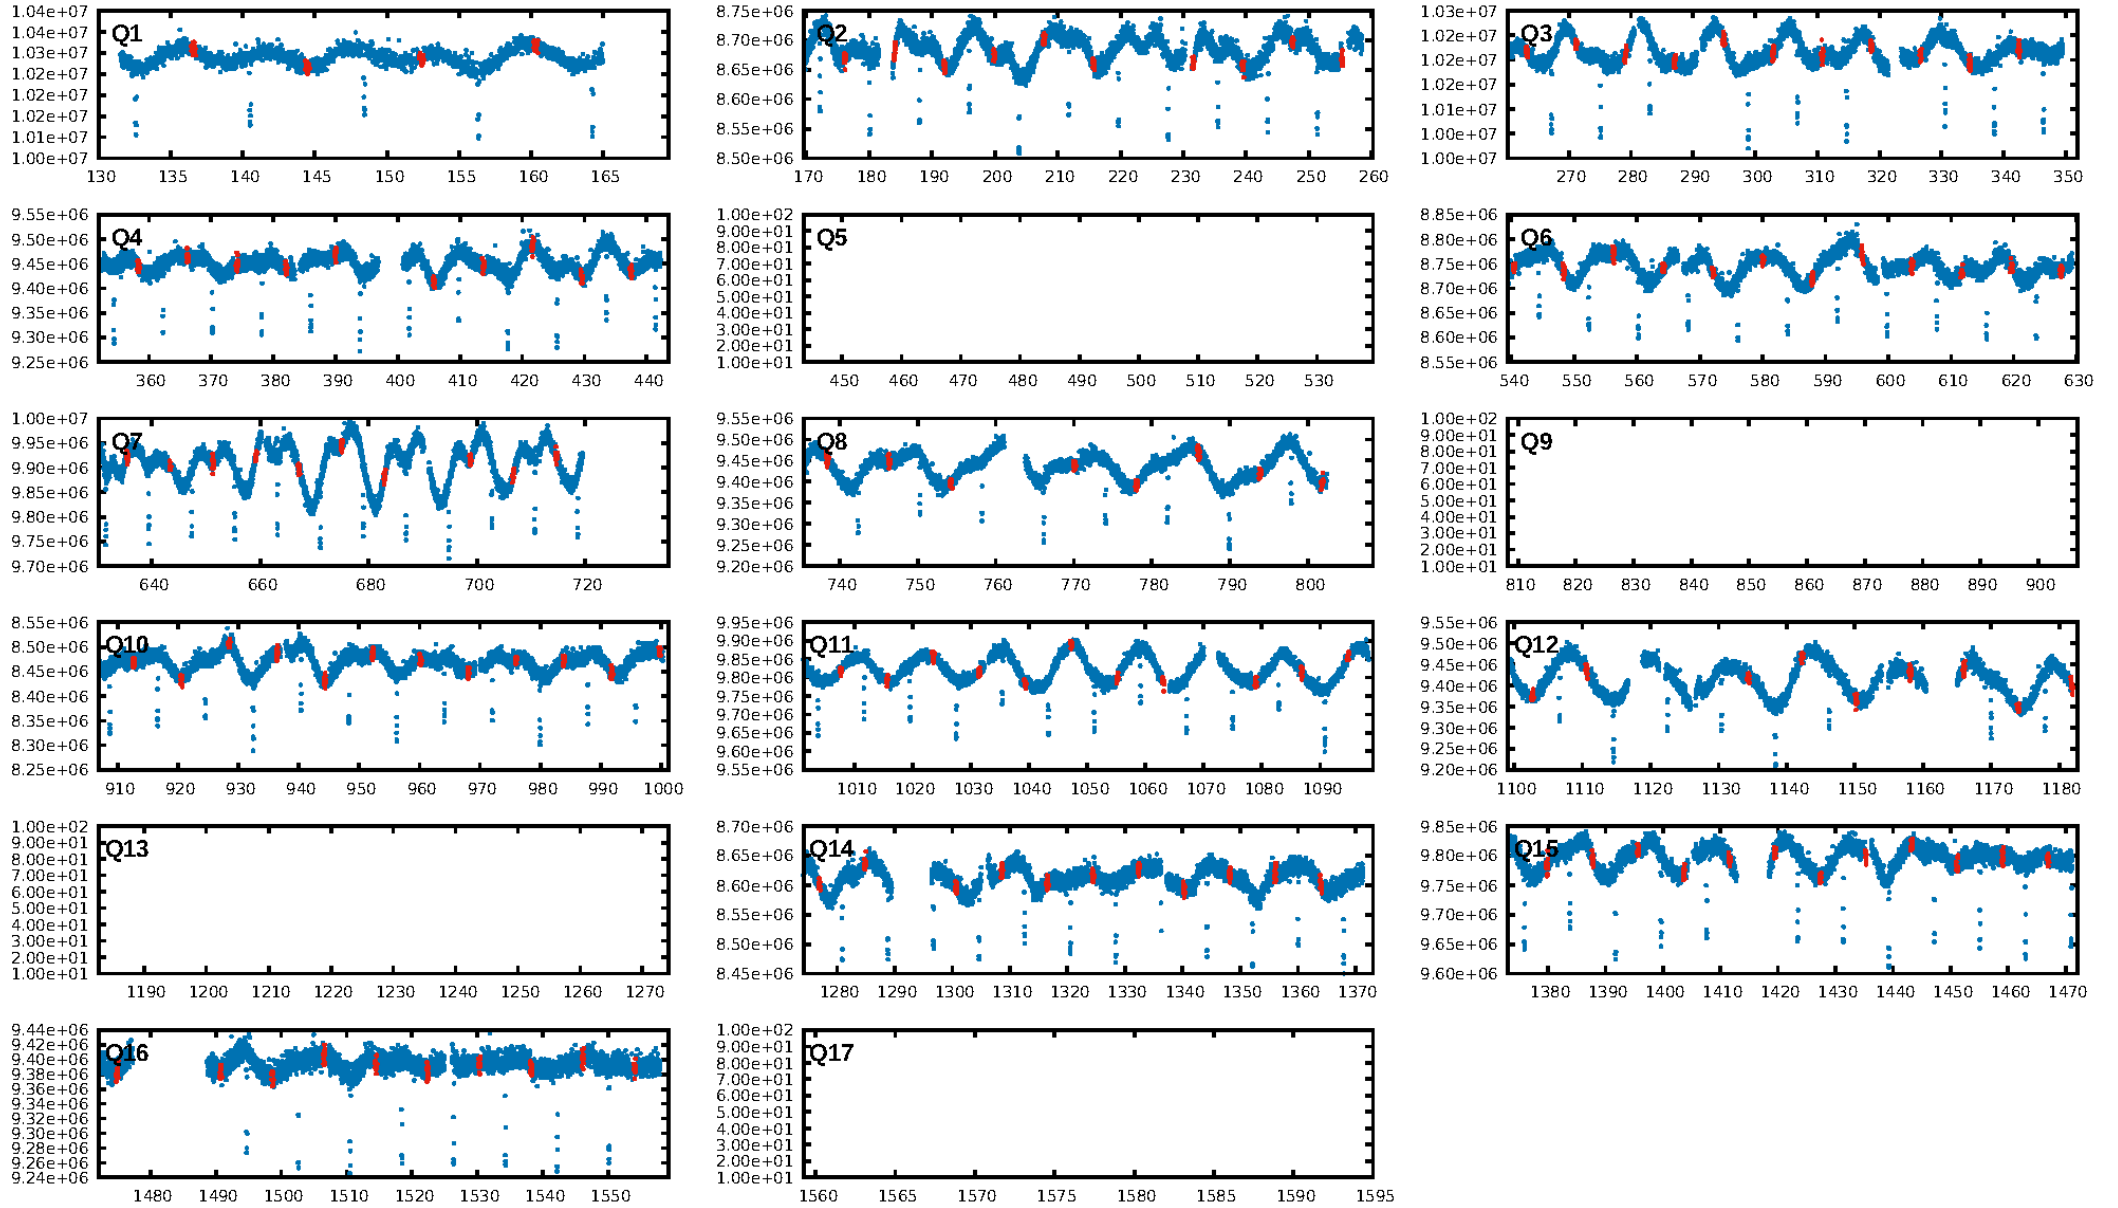 1.04e+07
1.04e+07
1.03e+07
1.03e+07
1.02e+07
1.02e+07
1.01e+07
1.00e+07
Q1
130 135 140 145 150 155 160 165
8.75e+06
8.70e+06
8.65e+06
8.60e+06
8.55e+06
8.50e+06
Q2
170 180 190 200 210 220 230 240 250 260
1.03e+07
1.02e+07
1.02e+07
1.01e+07
1.01e+07
1.00e+07
1.00e+07
Q3
270 280 290 300 310 320 330 340 350
9.55e+06
9.50e+06
9.45e+06
9.40e+06
9.35e+06
9.30e+06
9.25e+06
Q4
360 370 380 390 400 410 420 430 440
1.00e+02
9.00e+01
8.00e+01
7.00e+01
6.00e+01
5.00e+01
4.00e+01
3.00e+01
2.00e+01
1.00e+01
Q5
450 460 470 480 490 500 510 520 530
8.85e+06
8.80e+06
8.75e+06
8.70e+06
8.65e+06
8.60e+06
8.55e+06
Q6
540 550 560 570 580 590 600 610 620 630
1.00e+07
9.95e+06
9.90e+06
9.85e+06
9.80e+06
9.75e+06
9.70e+06
Q7
640 660 680 700 720
9.55e+06
9.50e+06
9.45e+06
9.40e+06
9.35e+06
9.30e+06
9.25e+06
9.20e+06
Q8
740 750 760 770 780 790 800
1.00e+02
9.00e+01
8.00e+01
7.00e+01
6.00e+01
5.00e+01
4.00e+01
3.00e+01
2.00e+01
1.00e+01
Q9
810 820 830 840 850 860 870 880 890 900
8.55e+06
8.50e+06
8.45e+06
8.40e+06
8.35e+06
8.30e+06
8.25e+06
Q10
910 920 930 940 950 960 970 980 990 1000
9.95e+06
9.90e+06
9.85e+06
9.80e+06
9.75e+06
9.70e+06
9.65e+06
9.60e+06
9.55e+06
Q11
1010 1020 1030 1040 1050 1060 1070 1080 1090
9.55e+06
9.50e+06
9.45e+06
9.40e+06
9.35e+06
9.30e+06
9.25e+06
9.20e+06
Q12
1100 1110 1120 1130 1140 1150 1160 1170 1180
1.00e+02
9.00e+01
8.00e+01
7.00e+01
6.00e+01
5.00e+01
4.00e+01
3.00e+01
2.00e+01
1.00e+01
Q13
1190 1200 1210 1220 1230 1240 1250 1260 1270
8.70e+06
8.65e+06
8.60e+06
8.55e+06
8.50e+06
8.45e+06
Q14
1280 1290 1300 1310 1320 1330 1340 1350 1360 1370
9.85e+06
9.80e+06
9.75e+06
9.70e+06
9.65e+06
9.60e+06
Q15
1380 1390 1400 1410 1420 1430 1440 1450 1460 1470
9.44e+06
9.42e+06
9.40e+06
9.38e+06
9.36e+06
9.34e+06
9.32e+06
9.30e+06
9.28e+06
9.26e+06
9.24e+06
Q16
1480 1490 1500 1510 1520 1530 1540 1550
1.00e+02
9.00e+01
8.00e+01
7.00e+01
6.00e+01
5.00e+01
4.00e+01
3.00e+01
2.00e+01
1.00e+01
Q17
1560 1565 1570 1575 1580 1585 1590 1595